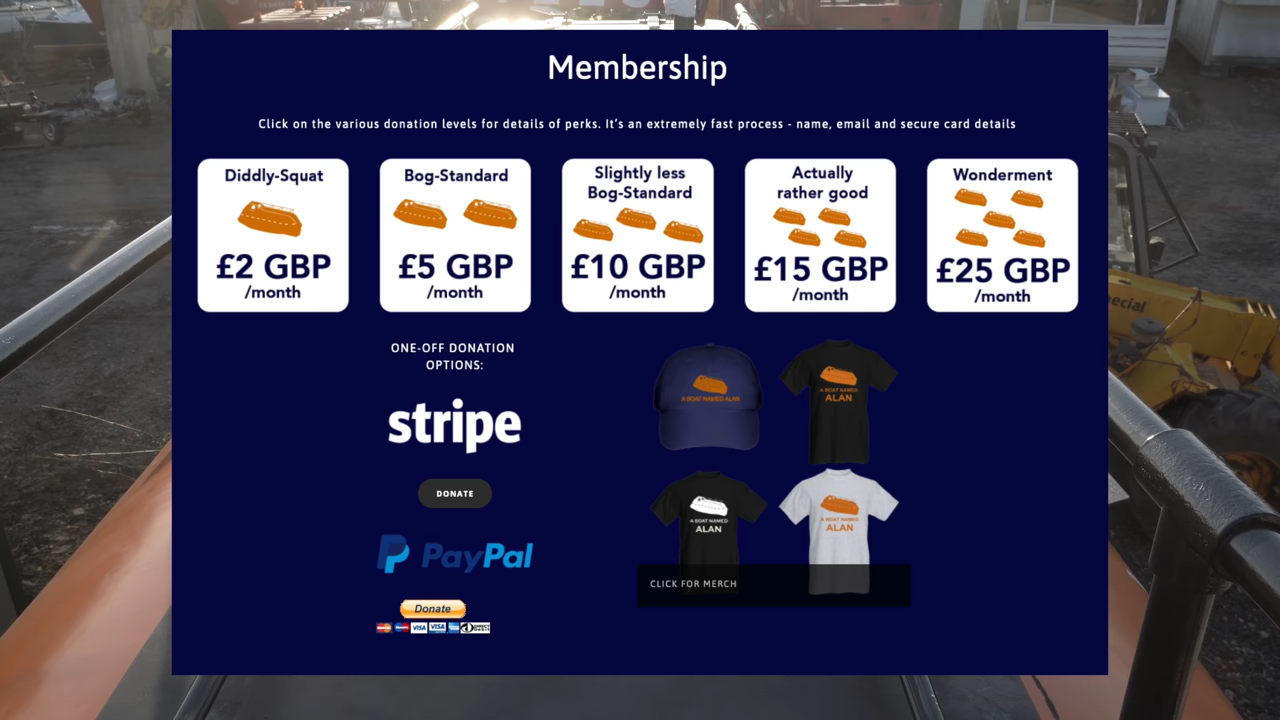 Membership
Click on the various donation levels for details of perks. It’s an extremely fast process - name, email and secure card details
Diddly-Squat
£2 GBP
/month
Bog-Standard
£5 GBP
/month
Slightly less
Bog-Standard
£10 GBP
/month
Actually
rather good
£15 GBP
/month
Wonderment
£25 GBP
/month
ONE-OFF DONATION
OPTIONS:
stripe
DONATE
PayPal
Donate
VISA
VISA
A BOAT NAMED ALAN
A BOAT NAMED
ALAN
A BOAT NAMED
ALAN
A BOAT NAMED
ALAN
CLICK FOR MERCH